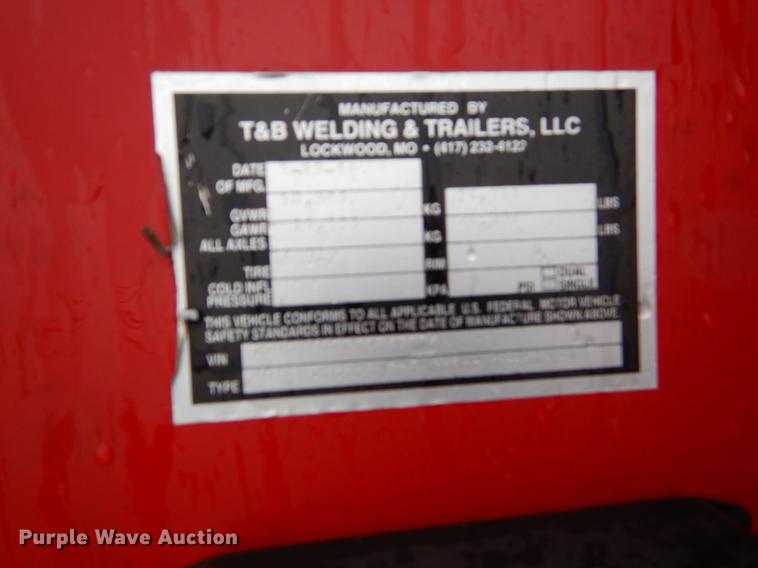 MANUFACTURED BY
T&B WELDING & TRAILERS, LLC
LOCKWOOD, MO • (417) 232-4127
DATE
OF MFG.
GVWR KG LBS
GAWR
ALL AXLES KG LBS
TIRE RIM
COLD INFL. DUAL
PRESSURE KPA PSI SINGLE
THIS VEHICLE CONFORMS TO ALL APPLICABLE U.S. FEDERAL MOTOR VEHICLE
SAFETY STANDARDS IN EFFECT ON THE DATE OF MANUFACTURE SHOWN ABOVE.
VIN
TYPE
Purple Wave Auction